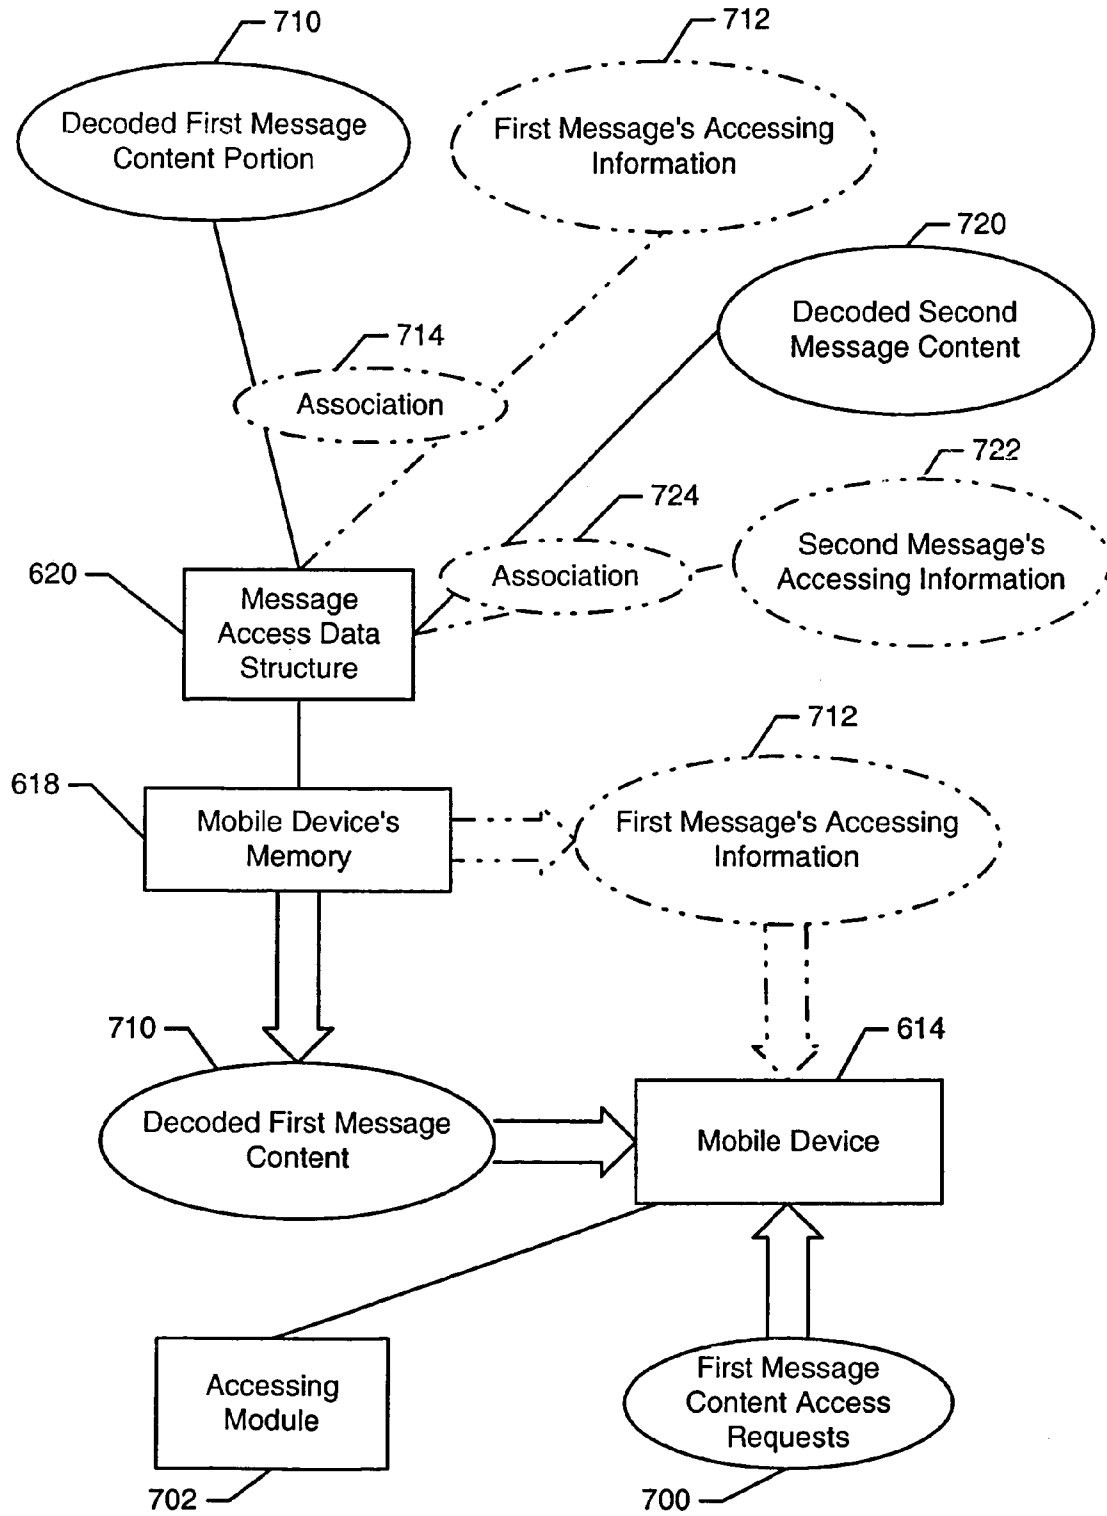 710
712
Decoded First Message
Content Portion
First Message's Accessing
Information
720
Decoded Second
Message Content
714
Association
722
724
Second Message's
Accessing Information
Association
620
Message
Access Data
Structure
712
618
Mobile Device's
Memory
First Message's Accessing
Information
710
614
Decoded First Message
Content
Mobile Device
Accessing
Module
First Message
Content Access
Requests
702
700